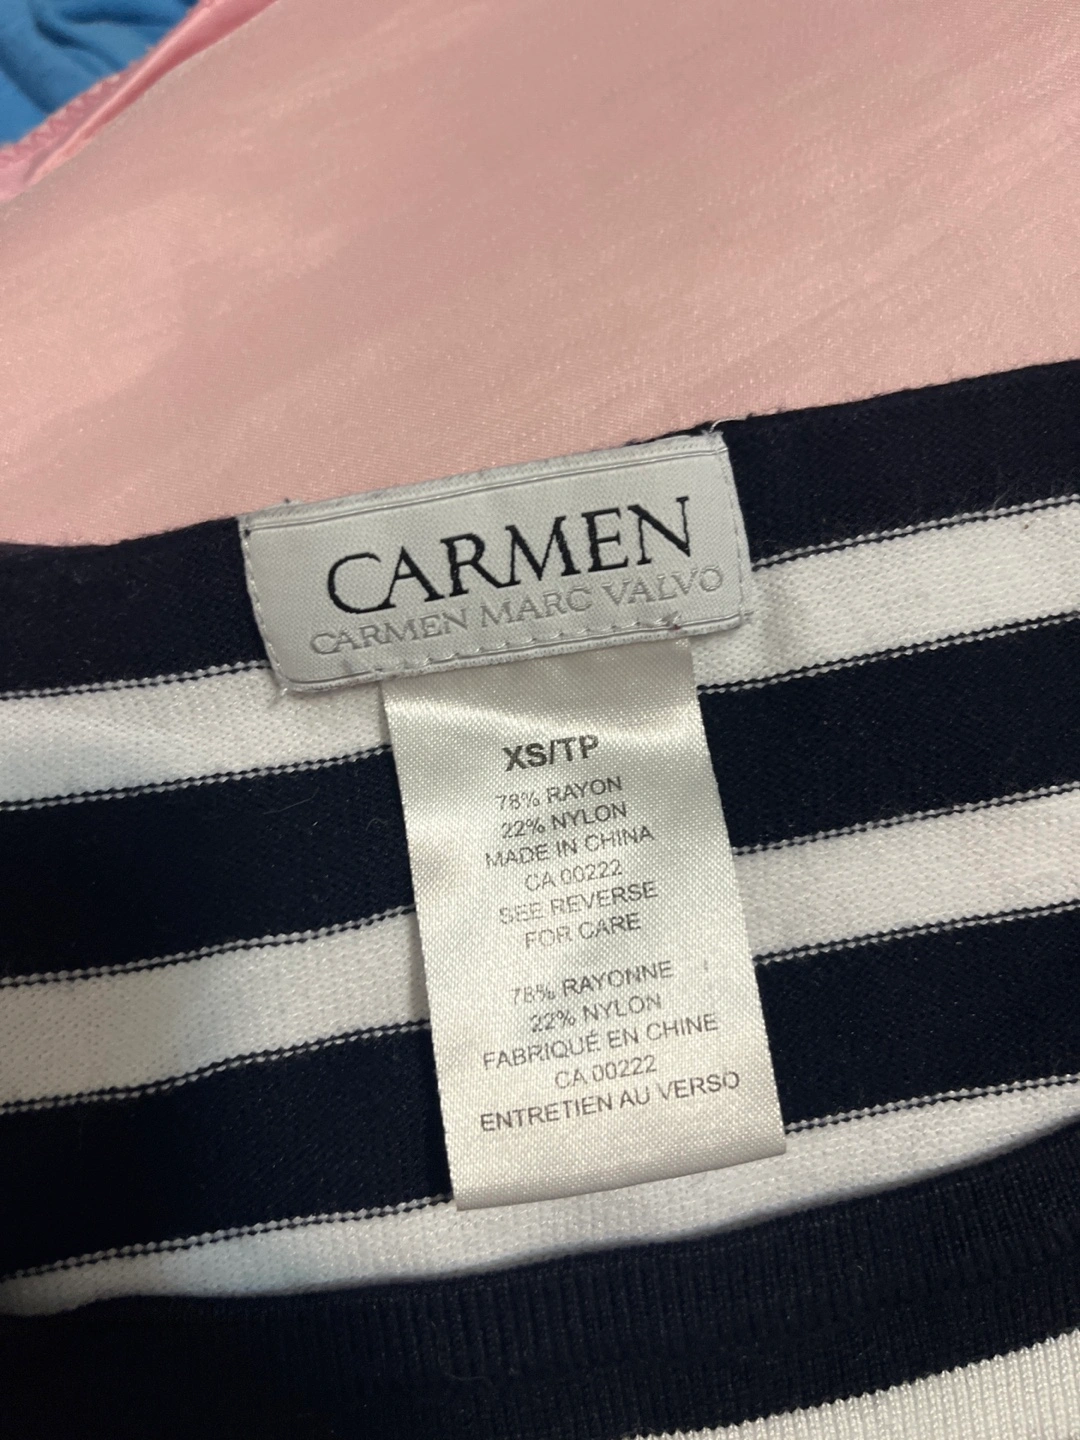 CARMEN
CARMEN MARC VALVO
XS/TP
78% RAYON
22% NYLON
MADE IN CHINA
CA 00222
SEE REVERSE
FOR CARE
78% RAYONNE
22% NYLON
FABRIQUÉ EN CHINE
CA 00222
ENTRETIEN AU VERSO